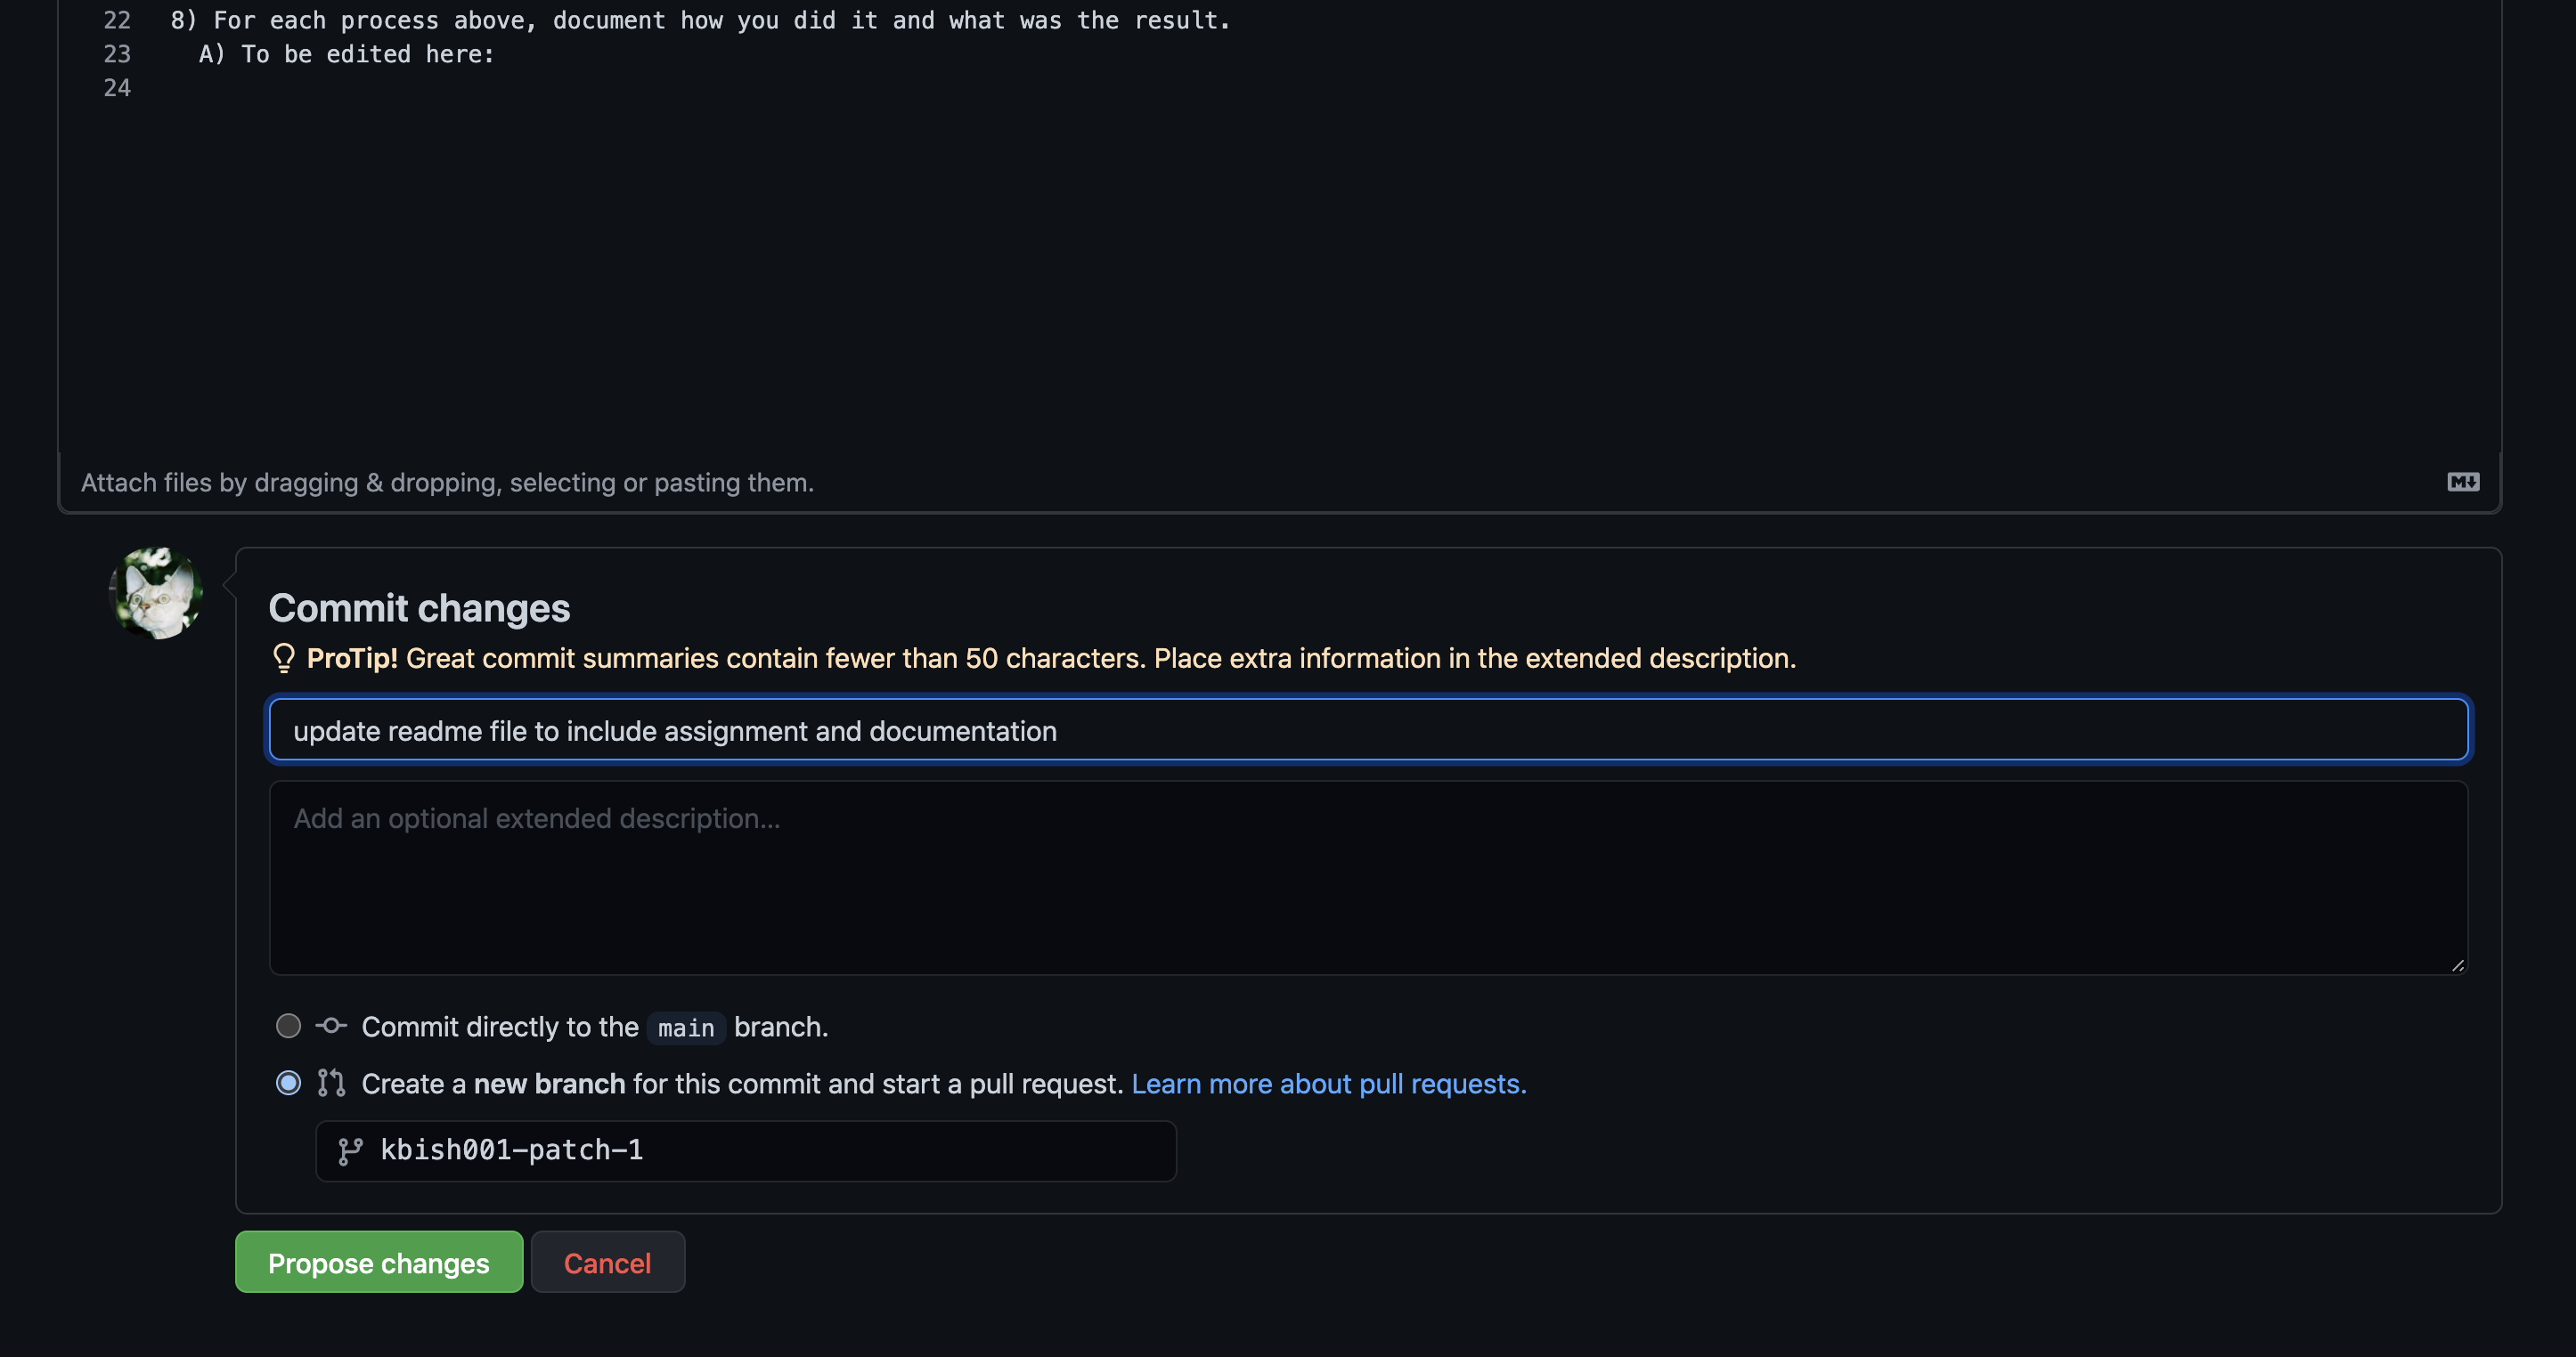 22 8) For each process above, document how you did it and what was the result.
23 A) To be edited here:
24
Attach files by dragging & dropping, selecting or pasting them.
M
Commit changes
ProTip! Great commit summaries contain fewer than 50 characters. Place extra information in the extended description.
update readme file to include assignment and documentation
Add an optional extended description...
Commit directly to the main branch.
Create a new branch for this commit and start a pull request. Learn more about pull requests.
kbish001-patch-1
Propose changes Cancel